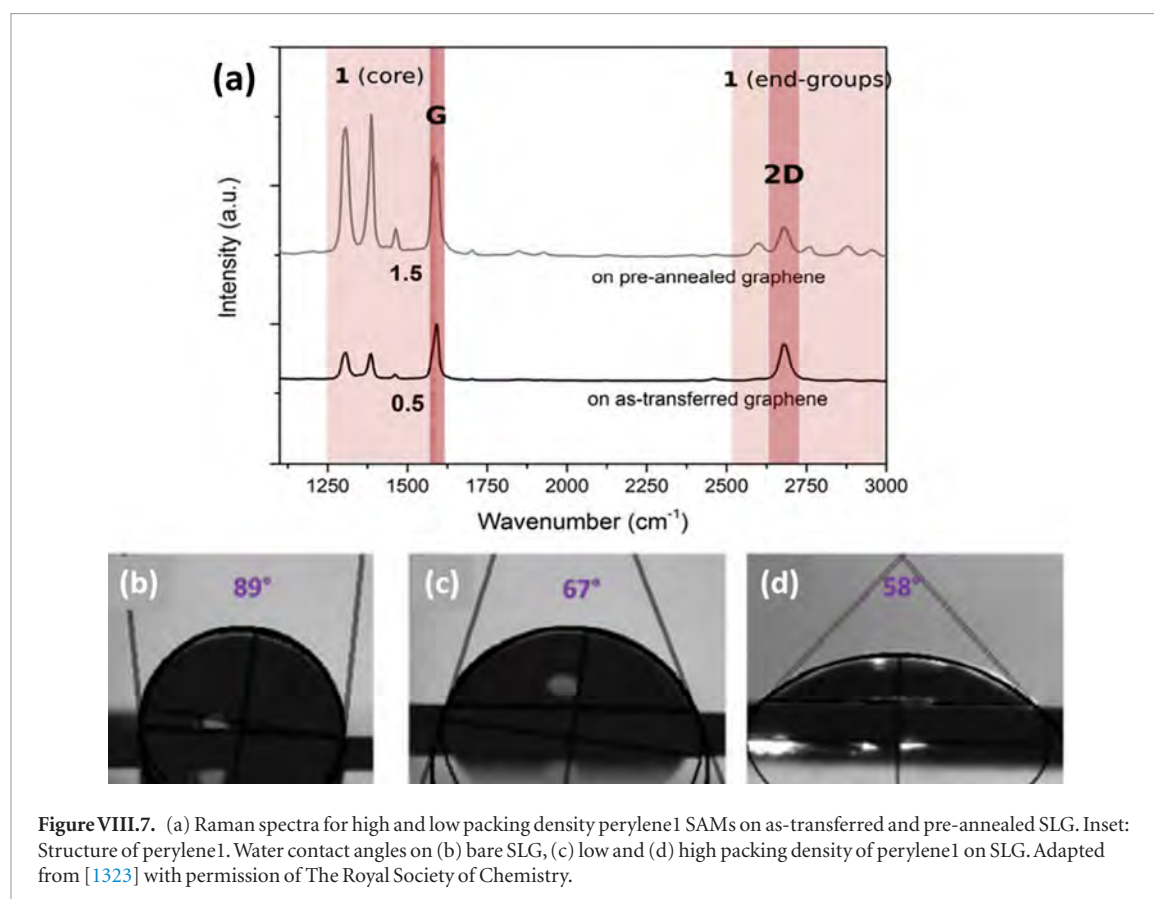 (a)
1 (core)
1 (end-groups)
G
2D
Intensity (a.u.)
1.5
on pre-annealed graphene
0.5
on as-transferred graphene
1250 1500 1750 2000 2250 2500 2750 3000
Wavenumber (cm⁻¹)
(b) 89°
(c) 67°
(d) 58°
Figure VIII.7. (a) Raman spectra for high and low packing density perylene1 SAMs on as-transferred and pre-annealed SLG. Inset:
Structure of perylene1. Water contact angles on (b) bare SLG, (c) low and (d) high packing density of perylene1 on SLG. Adapted
from [1323] with permission of The Royal Society of Chemistry.